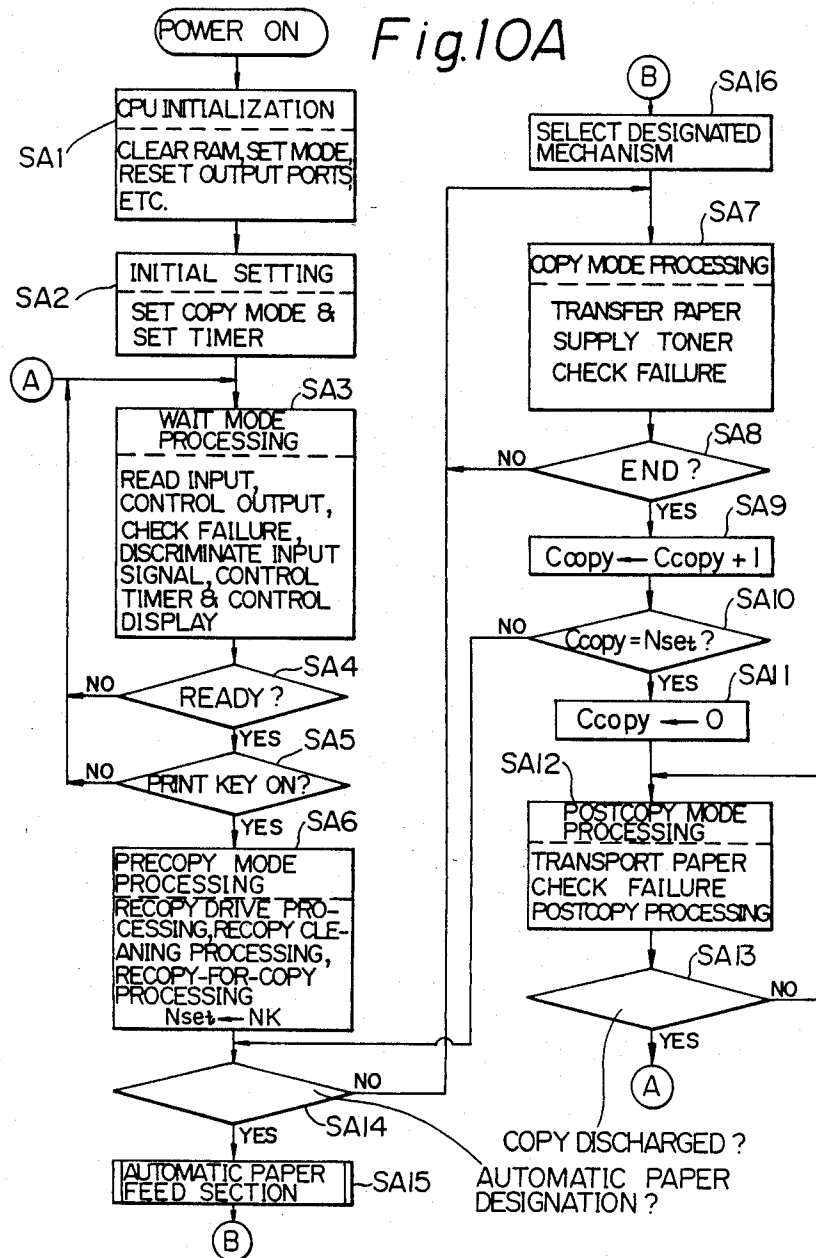 Fig.10A
POWER ON
SA1
CPU INITIALIZATION
CLEAR RAM, SET MODE,
RESET OUTPUT PORTS,
ETC.
SA2
INITIAL SETTING
SET COPY MODE &
SET TIMER
A
SA3
WAIT MODE
PROCESSING
READ INPUT,
CONTROL OUTPUT,
CHECK FAILURE,
DISCRIMINATE INPUT
SIGNAL, CONTROL
TIMER & CONTROL
DISPLAY
SA4
READY?
NO
YES
SA5
PRINT KEY ON?
NO
YES
SA6
PRECOPY MODE
PROCESSING
RECOPY DRIVE PRO-
CESSING,RECOPY CLE-
ANING PROCESSING,
RECOPY-FOR-COPY
PROCESSING
Nset←NK
NO
YES
SA14
AUTOMATIC PAPER
FEED SECTION
SA15
B
B
SA16
SELECT DESIGNATED
MECHANISM
SA7
COPY MODE PROCESSING
TRANSFER PAPER
SUPPLY TONER
CHECK FAILURE
SA8
END?
NO
YES
SA9
Ccopy ← Ccopy + 1
SA10
Ccopy = Nset?
NO
YES
SA11
Ccopy ← 0
SA12
POSTCOPY MODE
PROCESSING
TRANSPORT PAPER
CHECK FAILURE
POSTCOPY PROCESSING
SA13
NO
YES
A
COPY DISCHARGED?
AUTOMATIC PAPER
DESIGNATION?